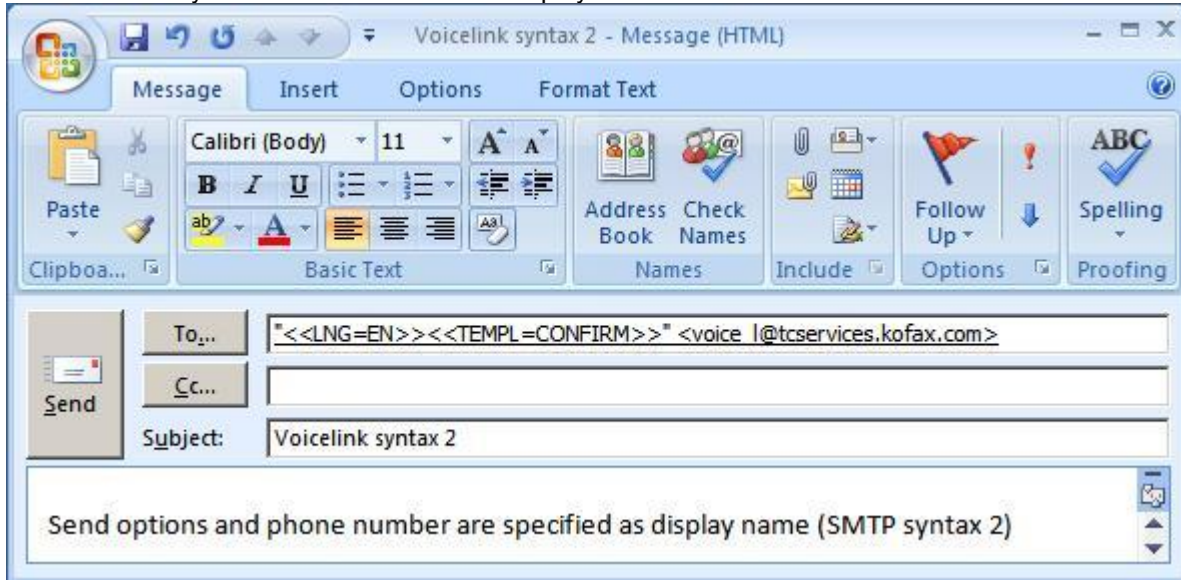 Voicelink syntax 2 - Message (HTML)
Message Insert Options Format Text
Calibri (Body) 11 A A ABC
B I U
Paste ab A Aa Address Check Follow Spelling
Book Names Up
Clipboa... Basic Text Names Include Options Proofing
To... "<<LNG=EN>><<TEMPL=CONFIRM>>" <voice_l@tcservices.kofax.com>
Cc...
Send
Subject: Voicelink syntax 2
Send options and phone number are specified as display name (SMTP syntax 2)